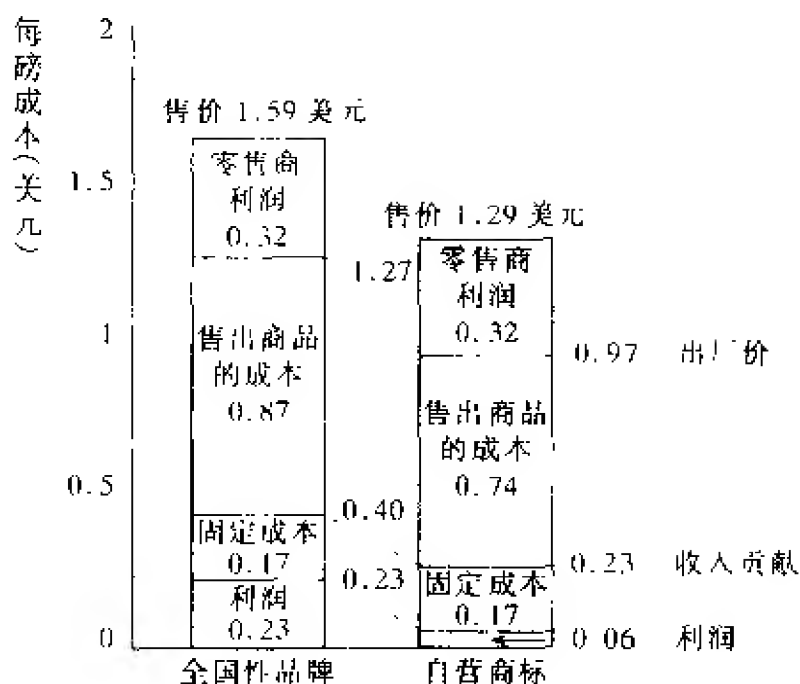 每磅成本(美元)
2
1.5
1
0.5
0
售价 1.59 美元
零售商
利润
0.32
售出商品
的成本
0.87
固定成本
0.17
利润
0.23
全国性品牌
1.27
0.40
0.23
售价 1.29 美元
零售商
利润
0.32
售出商品
的成本
0.74
固定成本
0.17
自营商标
0.97 出厂价
0.23 收入贡献
0.06 利润